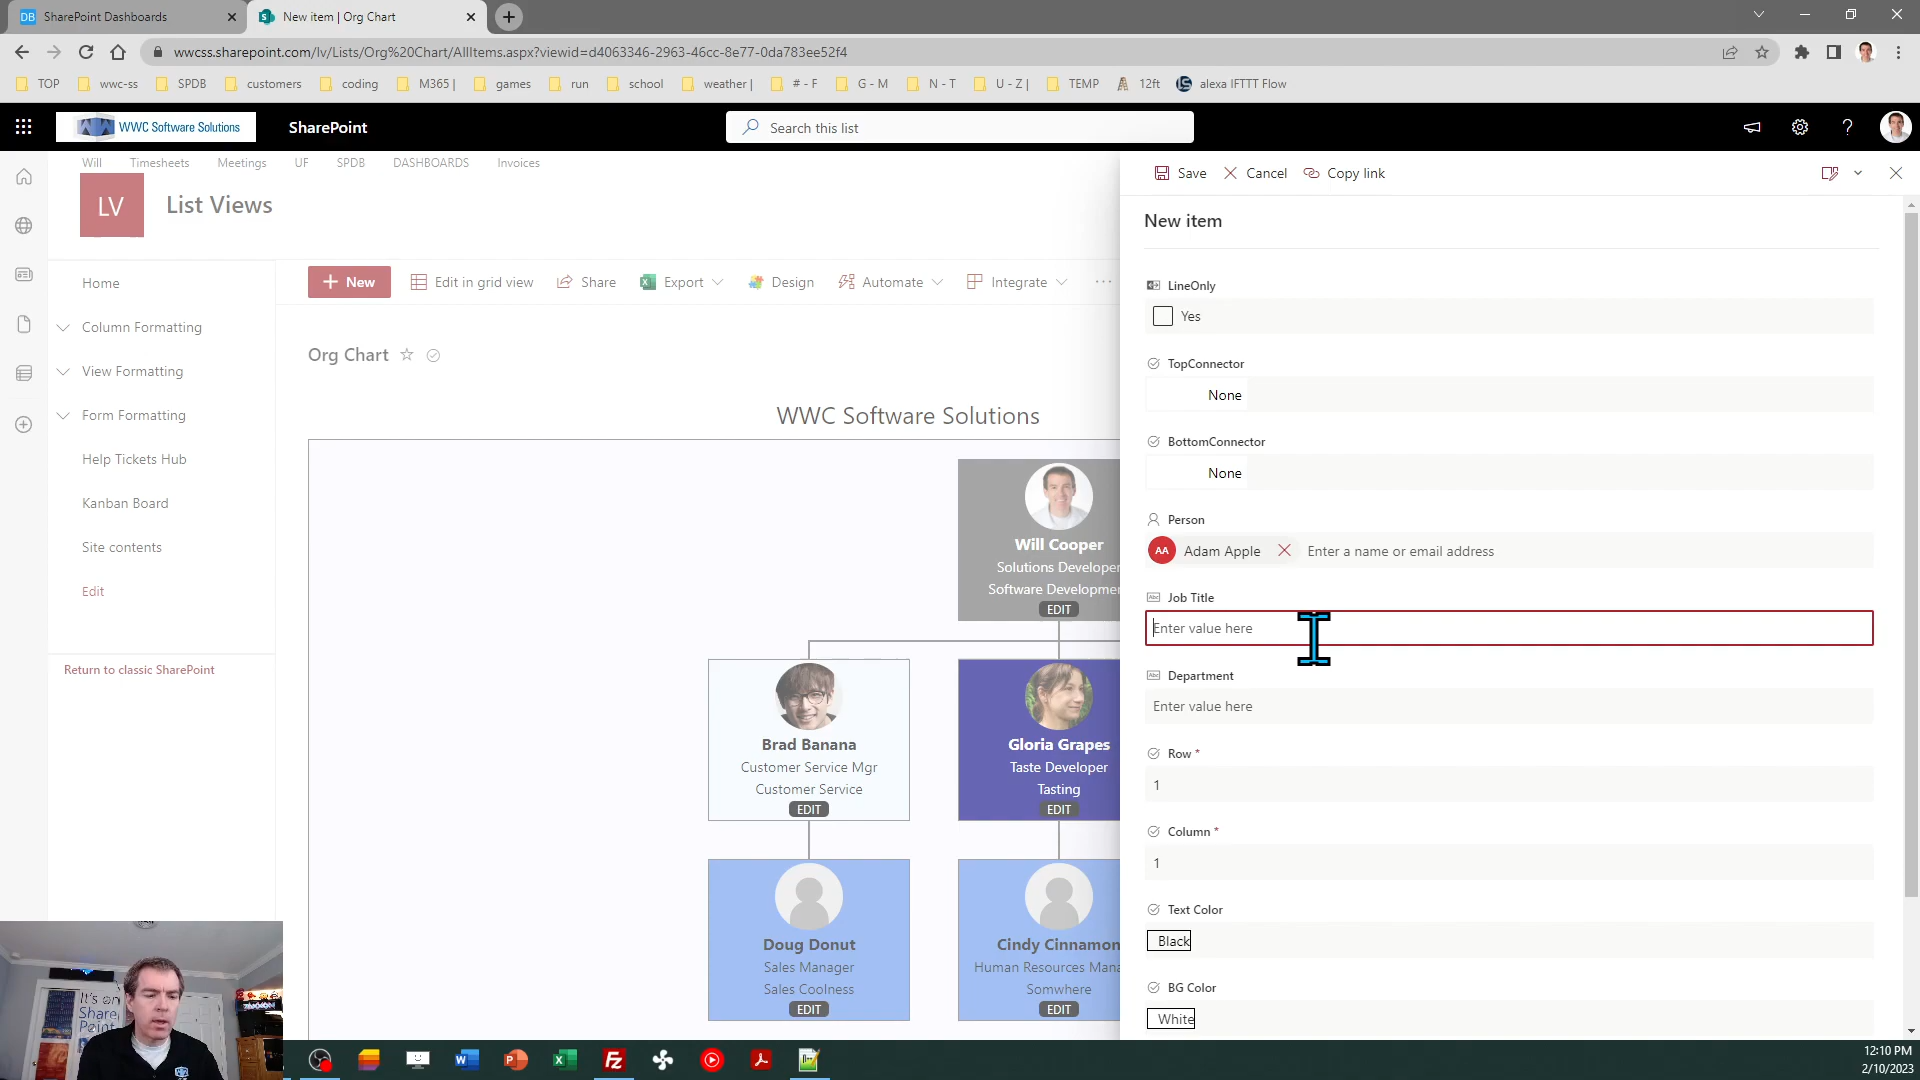 DB SharePoint Dashboards
S New item | Org Chart
wwcss.sharepoint.com/lv/Lists/Org%20Chart/AllItems.aspx?viewid=d4063346-2963-46cc-8e77-0da783ee52f4
TOP wwc-ss SPDB customers coding M365 | games run school weather | # - F G - M N - T U - Z | TEMP 12ft alexa IFTTT Flow
WWC Software Solutions SharePoint Search this list
Will Timesheets Meetings UF SPDB DASHBOARDS Invoices
LV List Views
Home
Column Formatting
View Formatting
Form Formatting
Help Tickets Hub
Kanban Board
Site contents
Edit
Return to classic SharePoint
New Edit in grid view Share Export Design Automate Integrate ...
Org Chart
WWC Software Solutions
Will Cooper
Solutions Developer
Software Developmen
EDIT
Brad Banana
Customer Service Mgr
Customer Service
EDIT
Gloria Grapes
Taste Developer
Tasting
EDIT
Doug Donut
Sales Manager
Sales Coolness
EDIT
Cindy Cinnamon
Human Resources Mana
Somwhere
EDIT
Save Cancel Copy link
New item
LineOnly
Yes
TopConnector
None
BottomConnector
None
Person
AA Adam Apple Enter a name or email address
Abc Job Title
Enter value here
Abc Department
Enter value here
Row *
1
Column *
1
Text Color
Black
BG Color
White
It's on
Share
Point
12:10 PM
2/10/2023